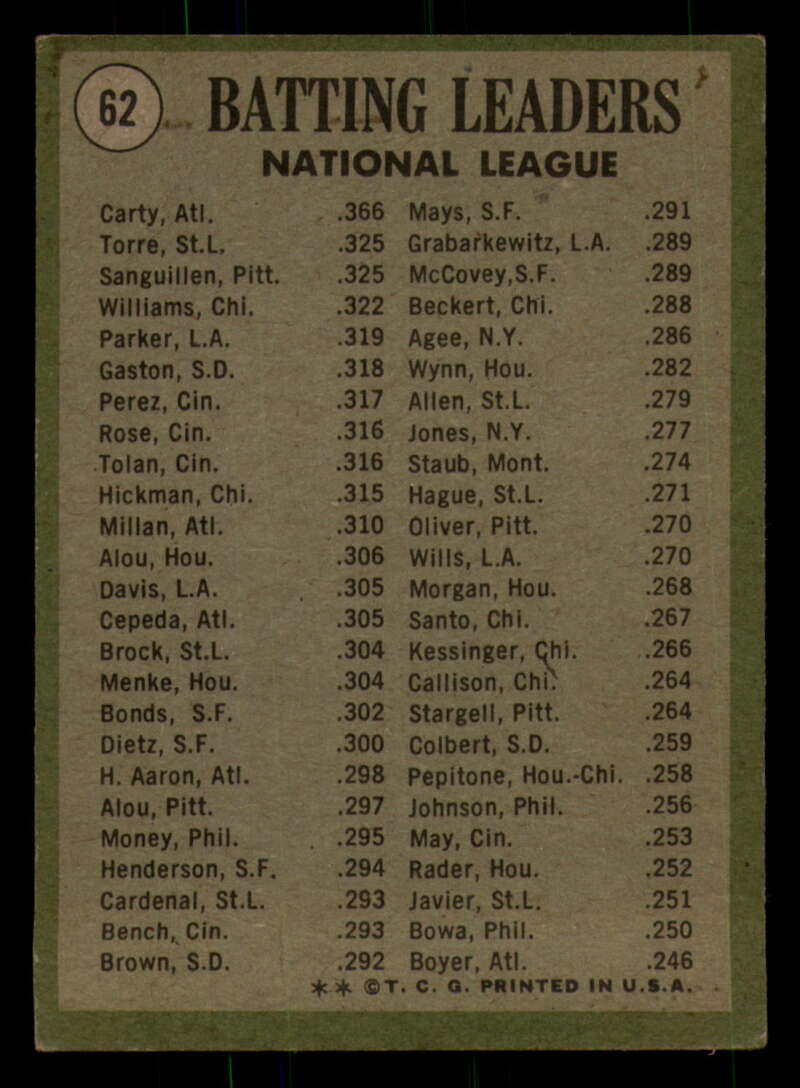 62 BATTING LEADERS
NATIONAL LEAGUE
Carty, Atl. .366 Mays, S.F. .291
Torre, St.L. .325 Grabarkewitz, L.A. .289
Sanguillen, Pitt. .325 McCovey,S.F. .289
Williams, Chi. .322 Beckert, Chi. .288
Parker, L.A. .319 Agee, N.Y. .286
Gaston, S.D. .318 Wynn, Hou. .282
Perez, Cin. .317 Allen, St.L. .279
Rose, Cin. .316 Jones, N.Y. .277
Tolan, Cin. .316 Staub, Mont. .274
Hickman, Chi. .315 Hague, St.L. .271
Millan, Atl. .310 Oliver, Pitt. .270
Alou, Hou. .306 Wills, L.A. .270
Davis, L.A. .305 Morgan, Hou. .268
Cepeda, Atl. .305 Santo, Chi. .267
Brock, St.L. .304 Kessinger, Chi. .266
Menke, Hou. .304 Callison, Chi. .264
Bonds, S.F. .302 Stargell, Pitt. .264
Dietz, S.F. .300 Colbert, S.D. .259
H. Aaron, Atl. .298 Pepitone, Hou.-Chi. .258
Alou, Pitt. .297 Johnson, Phil. .256
Money, Phil. .295 May, Cin. .253
Henderson, S.F. .294 Rader, Hou. .252
Cardenal, St.L. .293 Javier, St.L. .251
Bench, Cin. .293 Bowa, Phil. .250
Brown, S.D. .292 Boyer, Atl. .246
** ©T. C. G. PRINTED IN U.S.A.